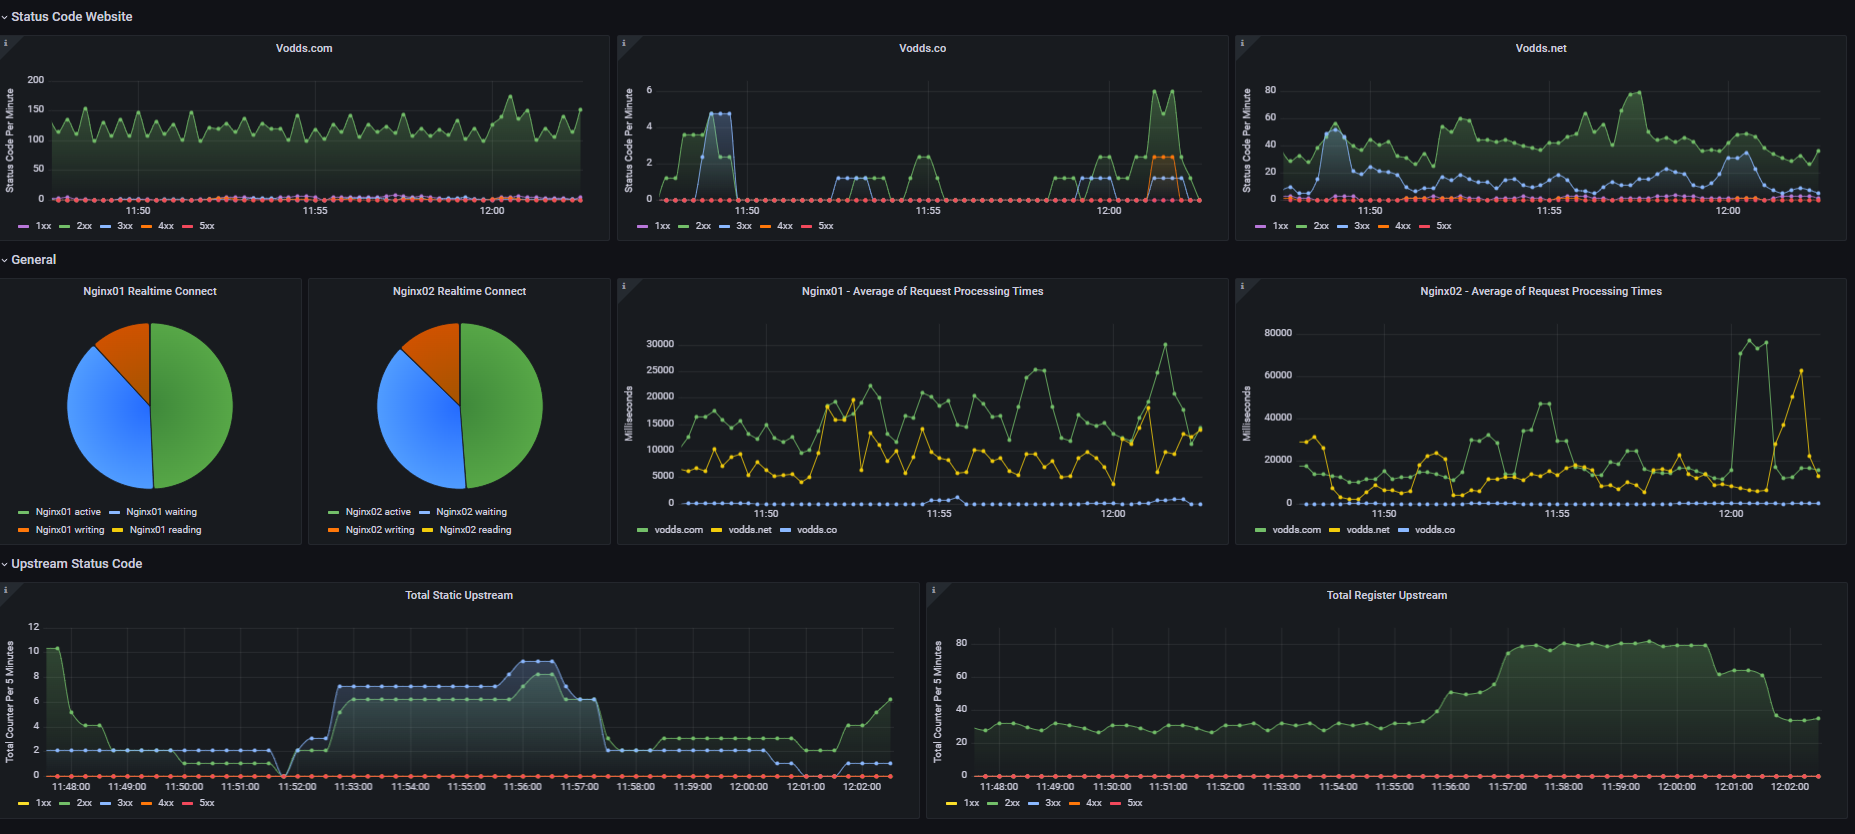 Status Code Website
Vodds.com
Status Code Per Minute
200
150
100
50
0
11:50 11:55 12:00
1xx 2xx 3xx 4xx 5xx
Vodds.co
Status Code Per Minute
6
4
2
0
11:50 11:55 12:00
1xx 2xx 3xx 4xx 5xx
Vodds.net
Status Code Per Minute
80
60
40
20
0
11:50 11:55 12:00
1xx 2xx 3xx 4xx 5xx
General
Nginx01 Realtime Connect
Nginx01 active Nginx01 waiting
Nginx01 writing Nginx01 reading
Nginx02 Realtime Connect
Nginx02 active Nginx02 waiting
Nginx02 writing Nginx02 reading
Nginx01 - Average of Request Processing Times
Milliseconds
30000
25000
20000
15000
10000
5000
0
11:50 11:55 12:00
vodds.com vodds.net vodds.co
Nginx02 - Average of Request Processing Times
Milliseconds
80000
60000
40000
20000
0
11:50 11:55 12:00
vodds.com vodds.net vodds.co
Upstream Status Code
Total Static Upstream
Total Counter Per 5 Minutes
12
10
8
6
4
2
0
11:48:00 11:49:00 11:50:00 11:51:00 11:52:00 11:53:00 11:54:00 11:55:00 11:56:00 11:57:00 11:58:00 11:59:00 12:00:00 12:01:00 12:02:00
1xx 2xx 3xx 4xx 5xx
Total Register Upstream
Total Counter Per 5 Minutes
80
60
40
20
0
11:48:00 11:49:00 11:50:00 11:51:00 11:52:00 11:53:00 11:54:00 11:55:00 11:56:00 11:57:00 11:58:00 11:59:00 12:00:00 12:01:00 12:02:00
1xx 2xx 3xx 4xx 5xx